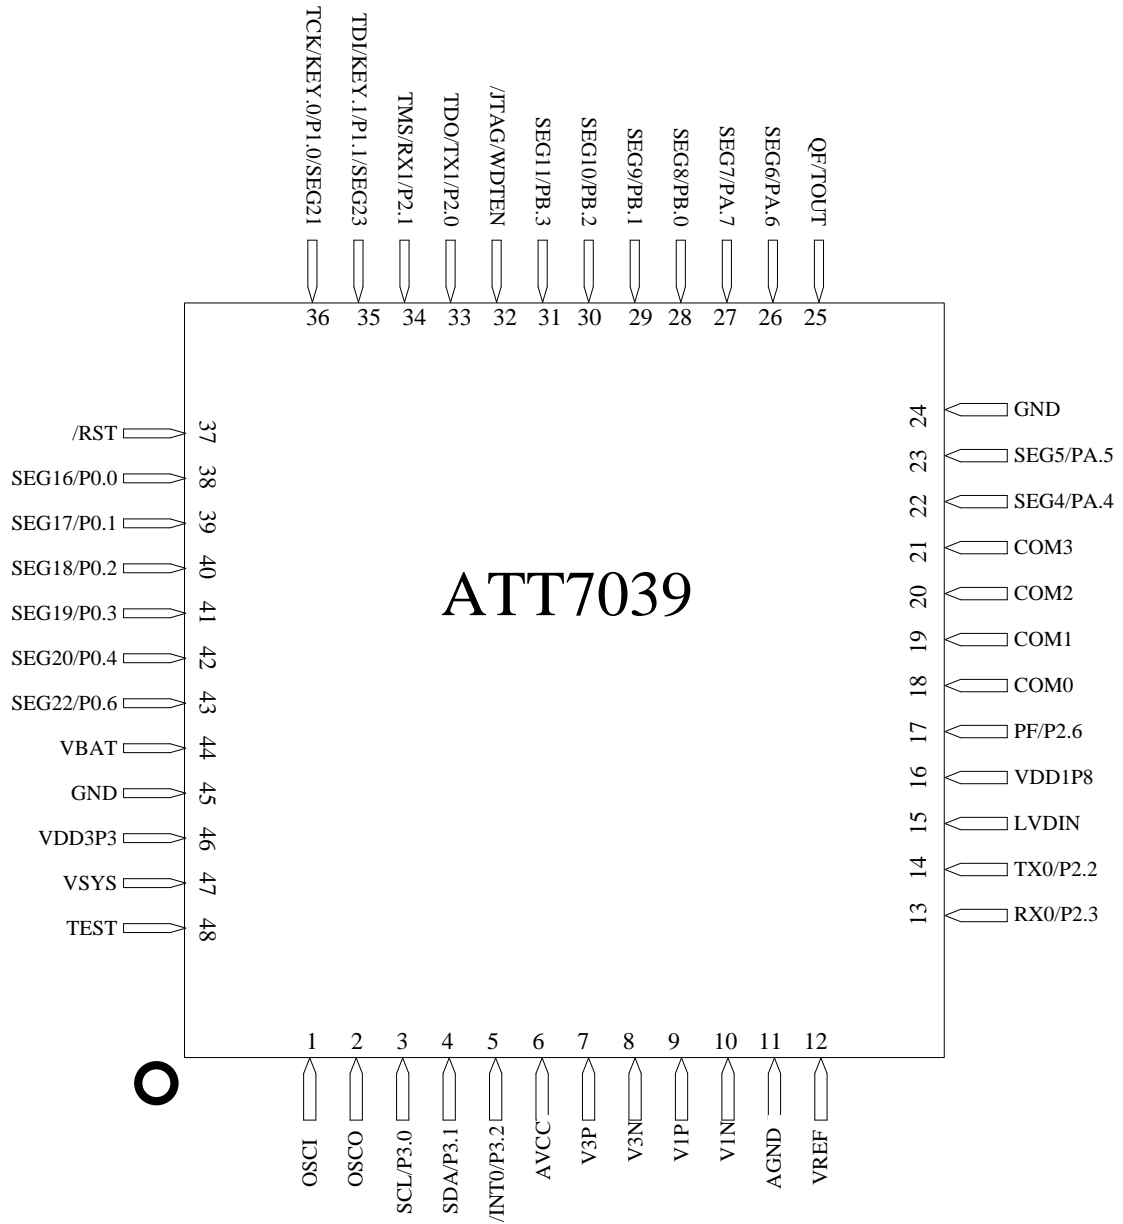 TCK/KEY.0/P1.0/SEG21
TDI/KEY.1/P1.1/SEG23
TMS/RX1/P2.1
TDO/TX1/P2.0
/JTAG/WDTEN
SEG11/PB.3
SEG10/PB.2
SEG9/PB.1
SEG8/PB.0
SEG7/PA.7
SEG6/PA.6
QF/TOUT
36
35
34
33
32
31
30
29
28
27
26
25
/RST 37
SEG16/P0.0 38
SEG17/P0.1 39
SEG18/P0.2 40
SEG19/P0.3 41
SEG20/P0.4 42
SEG22/P0.6 43
VBAT 44
GND 45
VDD3P3 46
VSYS 47
TEST 48
ATT7039
24 GND
23 SEG5/PA.5
22 SEG4/PA.4
21 COM3
20 COM2
19 COM1
18 COM0
17 PF/P2.6
16 VDD1P8
15 LVDIN
14 TX0/P2.2
13 RX0/P2.3
1
2
3
4
5
6
7
8
9
10
11
12
OSCI
OSCO
SCL/P3.0
SDA/P3.1
/INT0/P3.2
AVCC
V3P
V3N
V1P
V1N
AGND
VREF